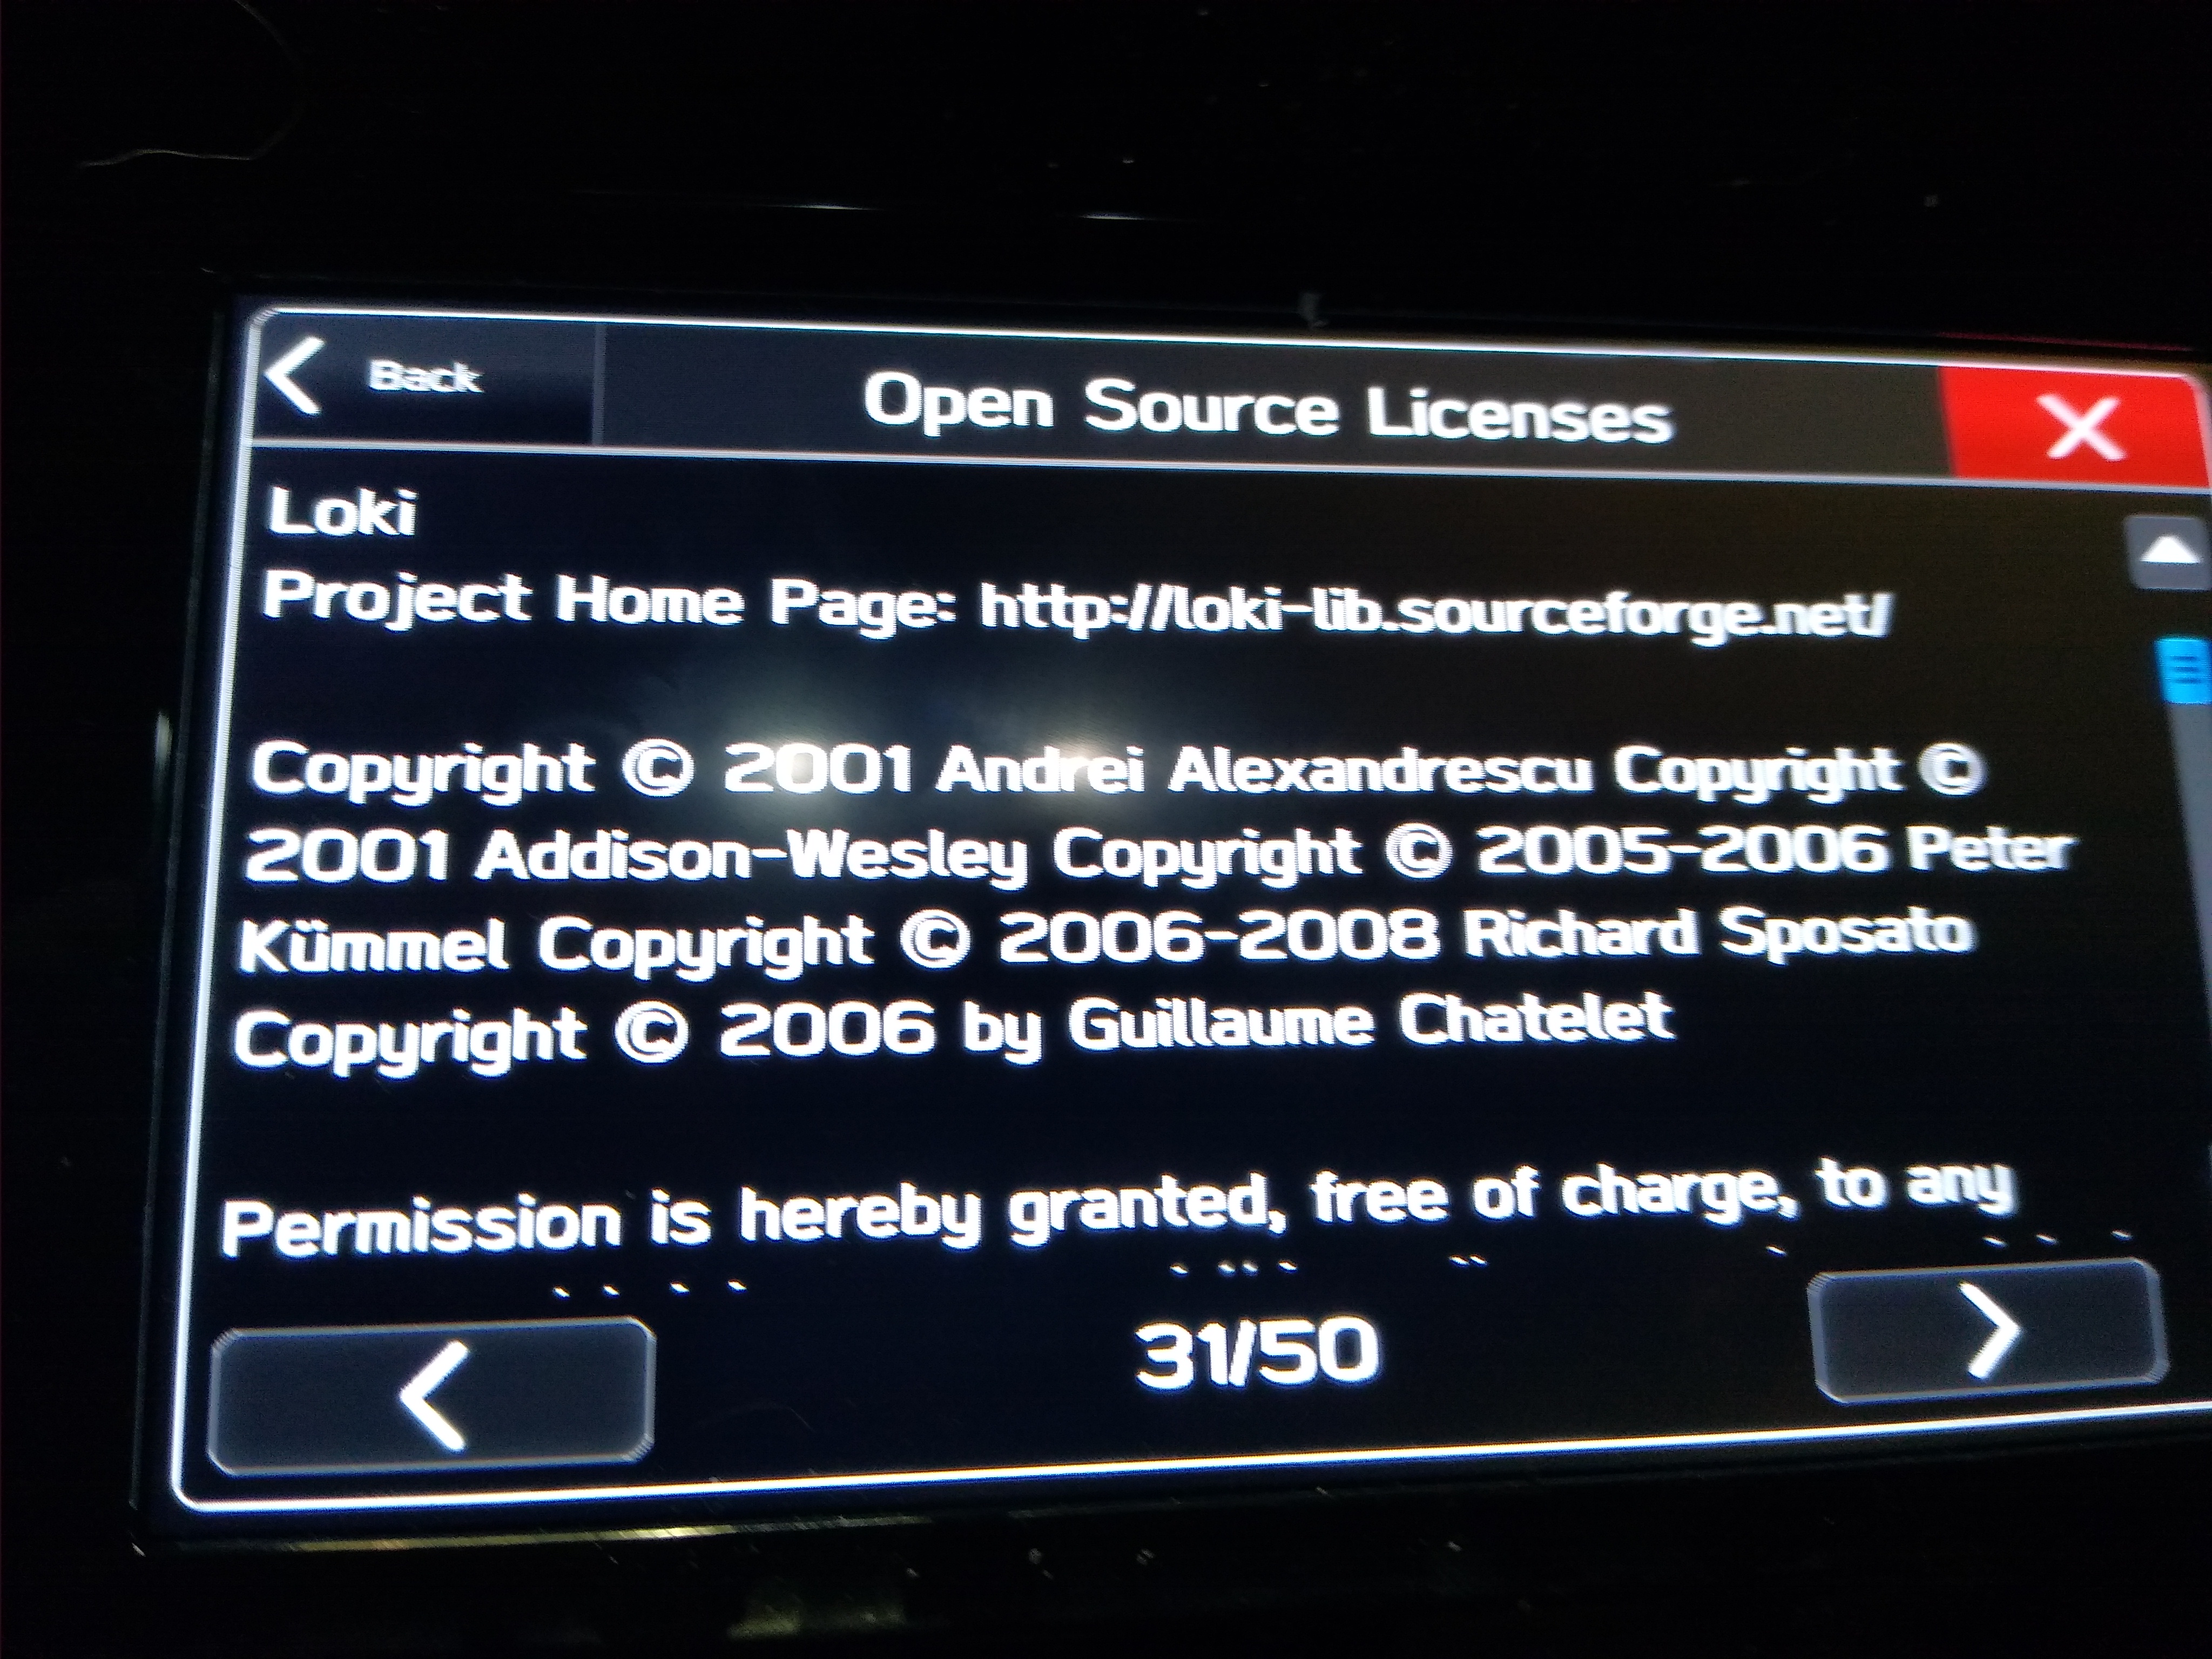 Back
Open Source Licenses
Loki
Project Home Page: http://loki-lib.sourceforge.net/
Copyright © 2001 Andrei Alexandrescu Copyright ©
2001 Addison-Wesley Copyright © 2005-2006 Peter
Kümmel Copyright © 2006-2008 Richard Sposato
Copyright © 2006 by Guillaume Chatelet
Permission is hereby granted, free of charge, to any
31/50